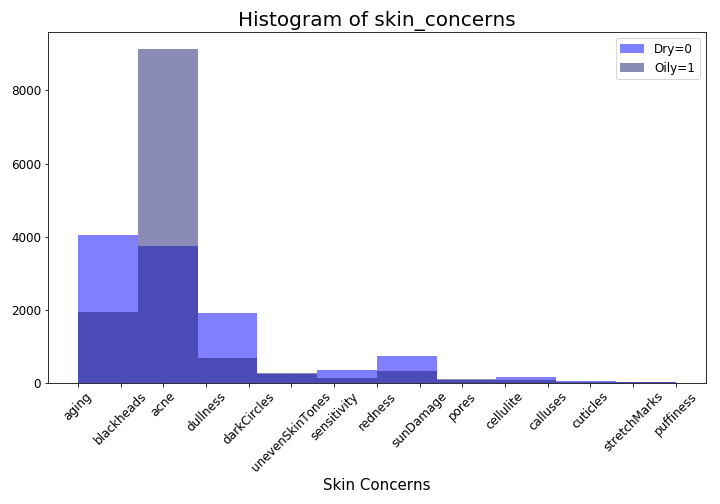 Histogram of skin_concerns
Dry=0
Oily=1
8000
6000
4000
2000
0
aging
blackheads
acne
dullness
darkCircles
unevenSkinTones
sensitivity
redness
sunDamage
pores
cellulite
calluses
cuticles
stretchMarks
puffiness
Skin Concerns